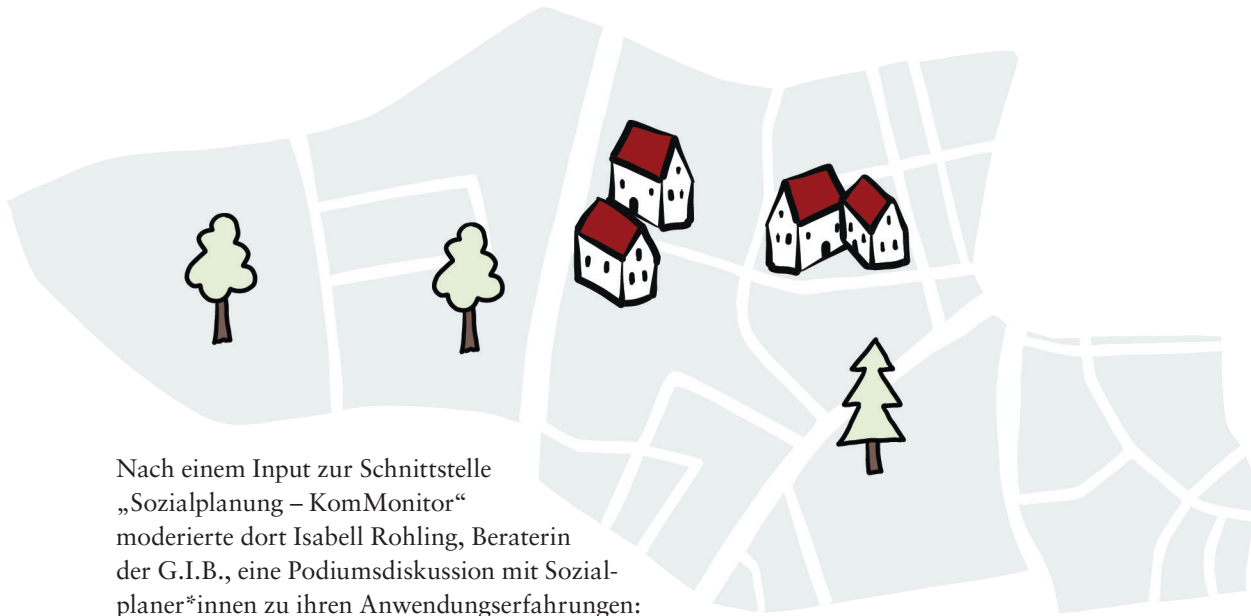 Nach einem Input zur Schnittstelle
„Sozialplanung – KomMonitor“
moderierte dort Isabell Rohling, Beraterin
der G.I.B., eine Podiumsdiskussion mit Sozial-
planer*innen zu ihren Anwendungserfahrungen: